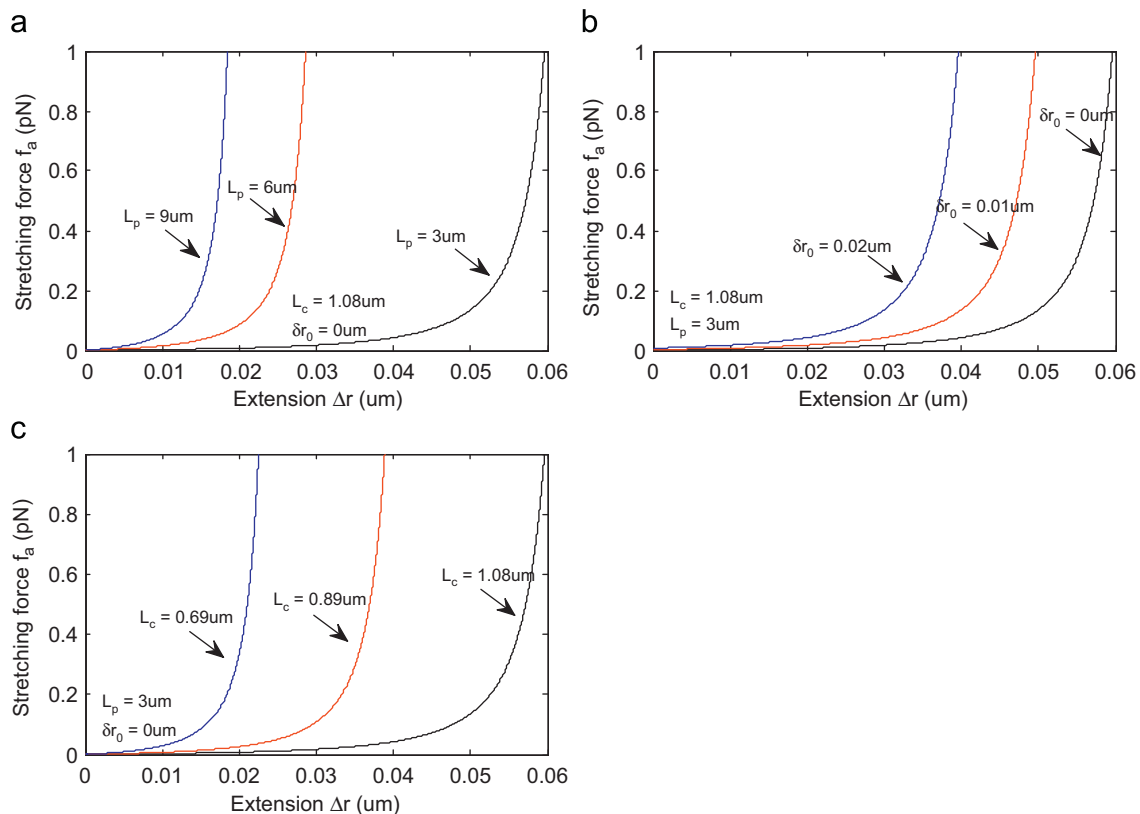 a
Stretching force f_a (pN)
1
0.8
0.6
0.4
0.2
0
L_p = 9um
L_p = 6um
L_p = 3um
L_c = 1.08um
δr_0 = 0um
0 0.01 0.02 0.03 0.04 0.05 0.06
Extension Δr (um)
b
Stretching force f_a (pN)
1
0.8
0.6
0.4
0.2
0
δr_0 = 0um
δr_0 = 0.01um
δr_0 = 0.02um
L_c = 1.08um
L_p = 3um
0 0.01 0.02 0.03 0.04 0.05 0.06
Extension Δr (um)
c
Stretching force f_a (pN)
1
0.8
0.6
0.4
0.2
0
L_c = 0.69um
L_c = 0.89um
L_c = 1.08um
L_p = 3um
δr_0 = 0um
0 0.01 0.02 0.03 0.04 0.05 0.06
Extension Δr (um)